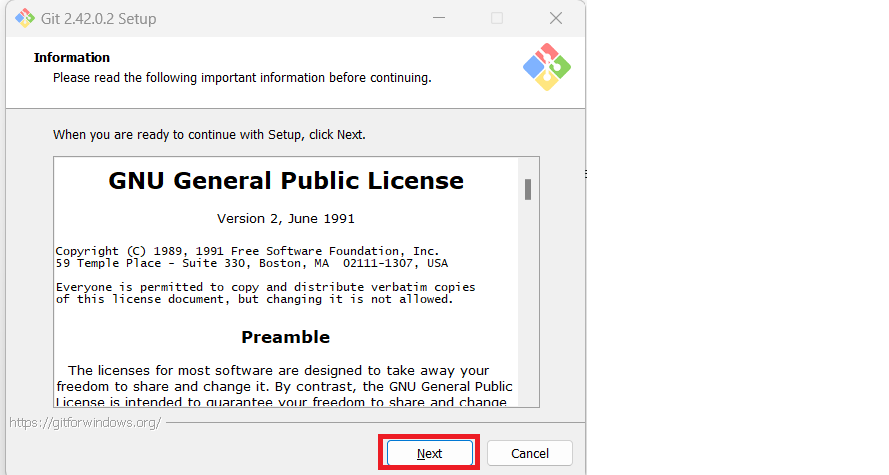 Git 2.42.0.2 Setup
Information
Please read the following important information before continuing.
When you are ready to continue with Setup, click Next.
GNU General Public License
Version 2, June 1991
Copyright (C) 1989, 1991 Free Software Foundation, Inc.
59 Temple Place - Suite 330, Boston, MA  02111-1307, USA
Everyone is permitted to copy and distribute verbatim copies
of this license document, but changing it is not allowed.
Preamble
The licenses for most software are designed to take away your
freedom to share and change it. By contrast, the GNU General Public
License is intended to guarantee your freedom to share and change
https://gitforwindows.org/
Next
Cancel